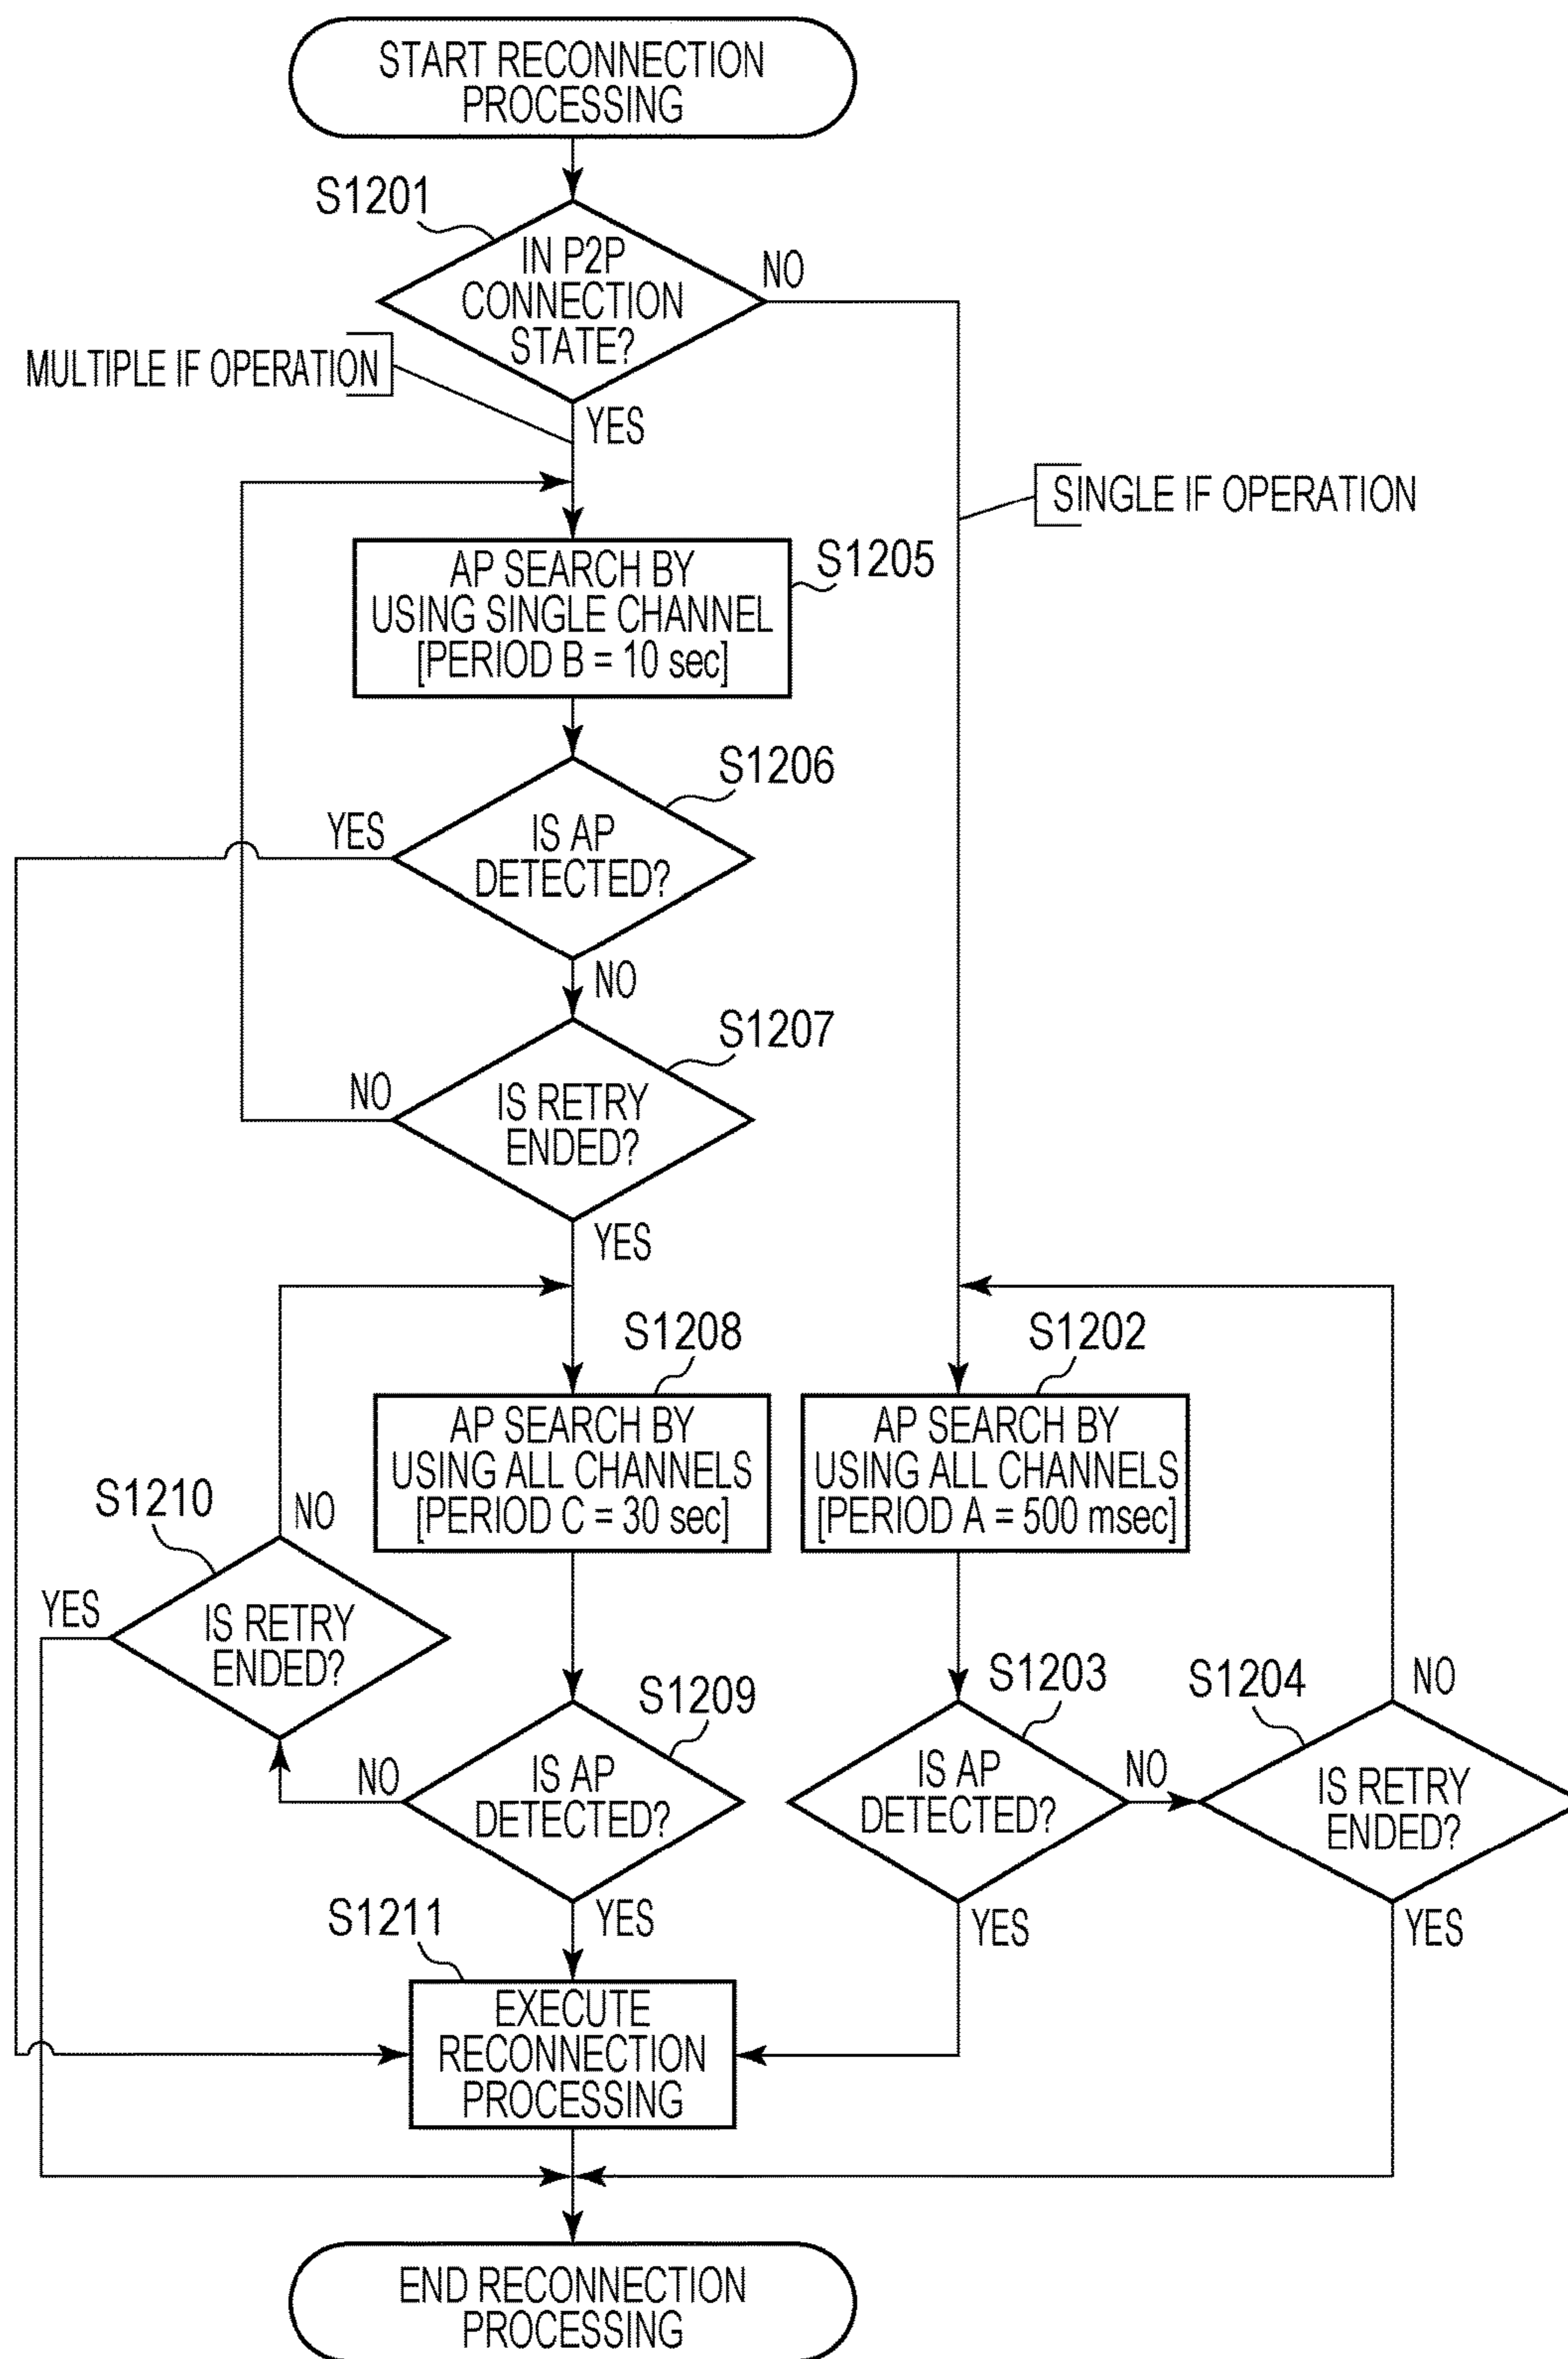 START RECONNECTION
PROCESSING
S1201
IN P2P
CONNECTION
STATE?
NO
MULTIPLE IF OPERATION
YES
SINGLE IF OPERATION
AP SEARCH BY
USING SINGLE CHANNEL
[PERIOD B = 10 sec]
S1205
S1206
YES
IS AP
DETECTED?
NO
S1207
NO
IS RETRY
ENDED?
YES
S1208
S1202
AP SEARCH BY
USING ALL CHANNELS
[PERIOD C = 30 sec]
AP SEARCH BY
USING ALL CHANNELS
[PERIOD A = 500 msec]
S1210
NO
YES
IS RETRY
ENDED?
S1209
NO
IS AP
DETECTED?
YES
S1203
IS AP
DETECTED?
NO
YES
S1204
NO
IS RETRY
ENDED?
YES
S1211
EXECUTE
RECONNECTION
PROCESSING
END RECONNECTION
PROCESSING